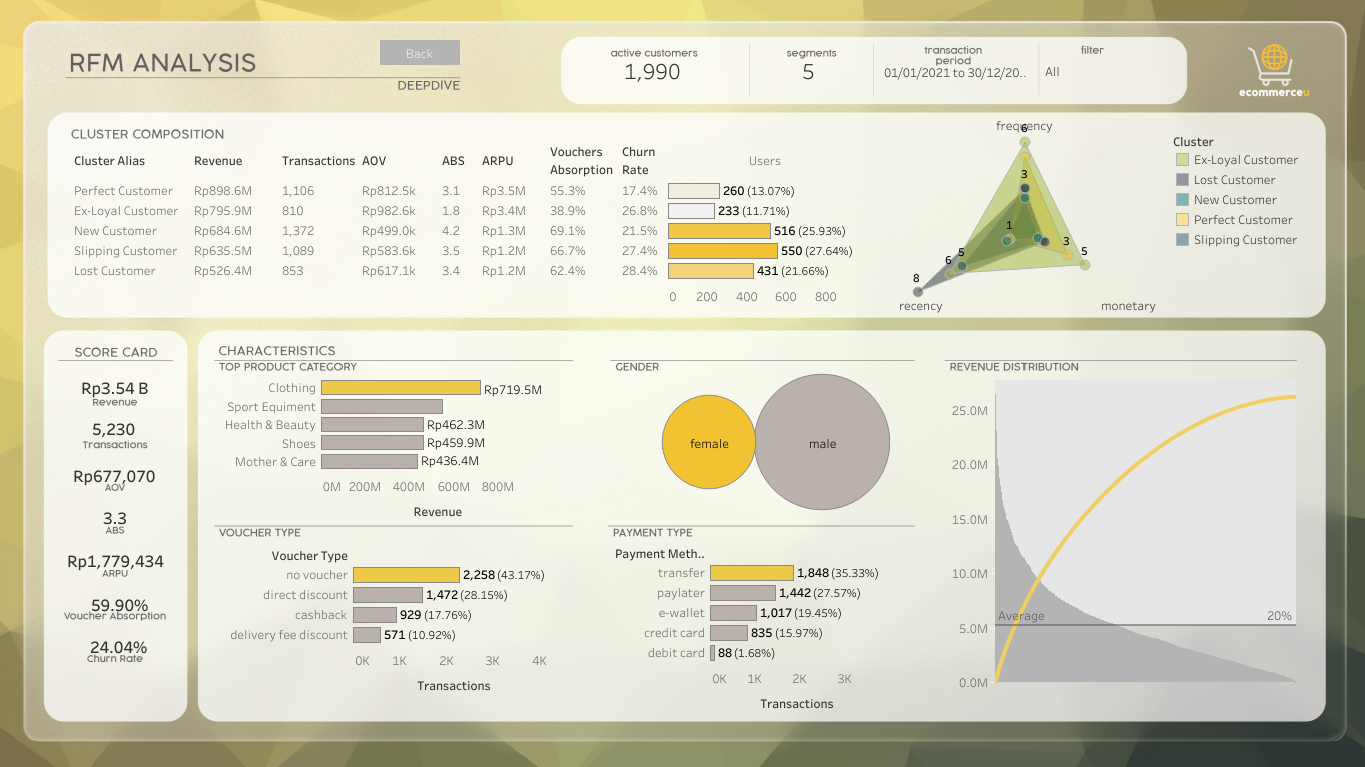 RFM ANALYSIS
Back
DEEPDIVE
active customers
1,990
segments
5
transaction
period
01/01/2021 to 30/12/20..
filter
All
ecommerceu
CLUSTER COMPOSITION
Cluster Alias Revenue Transactions AOV ABS ARPU Vouchers Absorption Churn Rate Users
Perfect Customer Rp898.6M 1,106 Rp812.5k 3.1 Rp3.5M 55.3% 17.4% 260 (13.07%)
Ex-Loyal Customer Rp795.9M 810 Rp982.6k 1.8 Rp3.4M 38.9% 26.8% 233 (11.71%)
New Customer Rp684.6M 1,372 Rp499.0k 4.2 Rp1.3M 69.1% 21.5% 516 (25.93%)
Slipping Customer Rp635.5M 1,089 Rp583.6k 3.5 Rp1.2M 66.7% 27.4% 550 (27.64%)
Lost Customer Rp526.4M 853 Rp617.1k 3.4 Rp1.2M 62.4% 28.4% 431 (21.66%)
0 200 400 600 800
frequency
6
3
1
3
5
6 5
8
recency
monetary
Cluster
Ex-Loyal Customer
Lost Customer
New Customer
Perfect Customer
Slipping Customer
SCORE CARD
Rp3.54 B
Revenue
5,230
Transactions
Rp677,070
AOV
3.3
ABS
Rp1,779,434
ARPU
59.90%
Voucher Absorption
24.04%
Churn Rate
CHARACTERISTICS
TOP PRODUCT CATEGORY
Clothing Rp719.5M
Sport Equiment
Health & Beauty Rp462.3M
Shoes Rp459.9M
Mother & Care Rp436.4M
0M 200M 400M 600M 800M
Revenue
GENDER
female
male
VOUCHER TYPE
Voucher Type
no voucher 2,258 (43.17%)
direct discount 1,472 (28.15%)
cashback 929 (17.76%)
delivery fee discount 571 (10.92%)
0K 1K 2K 3K 4K
Transactions
PAYMENT TYPE
Payment Meth..
transfer 1,848 (35.33%)
paylater 1,442 (27.57%)
e-wallet 1,017 (19.45%)
credit card 835 (15.97%)
debit card 88 (1.68%)
0K 1K 2K 3K
Transactions
REVENUE DISTRIBUTION
25.0M
20.0M
15.0M
10.0M
5.0M
0.0M
Average
20%